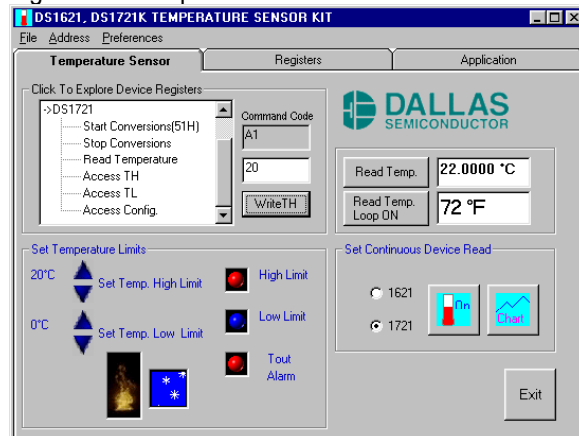 DS1621, DS1721K TEMPERATURE SENSOR KIT
File Address Preferences
Temperature Sensor
Registers
Application
Click To Explore Device Registers
->DS1721
Start Conversions(51H)
Stop Conversions
Read Temperature
Access TH
Access TL
Access Config.
Command Code
A1
20
WriteTH
DALLAS
SEMICONDUCTOR
Read Temp.
22.0000 °C
Read Temp.
Loop ON
72 °F
Set Temperature Limits
20°C
Set Temp. High Limit
0°C
Set Temp. Low Limit
High Limit
Low Limit
Tout
Alarm
Set Continuous Device Read
1621
1721
On
Chart
Exit